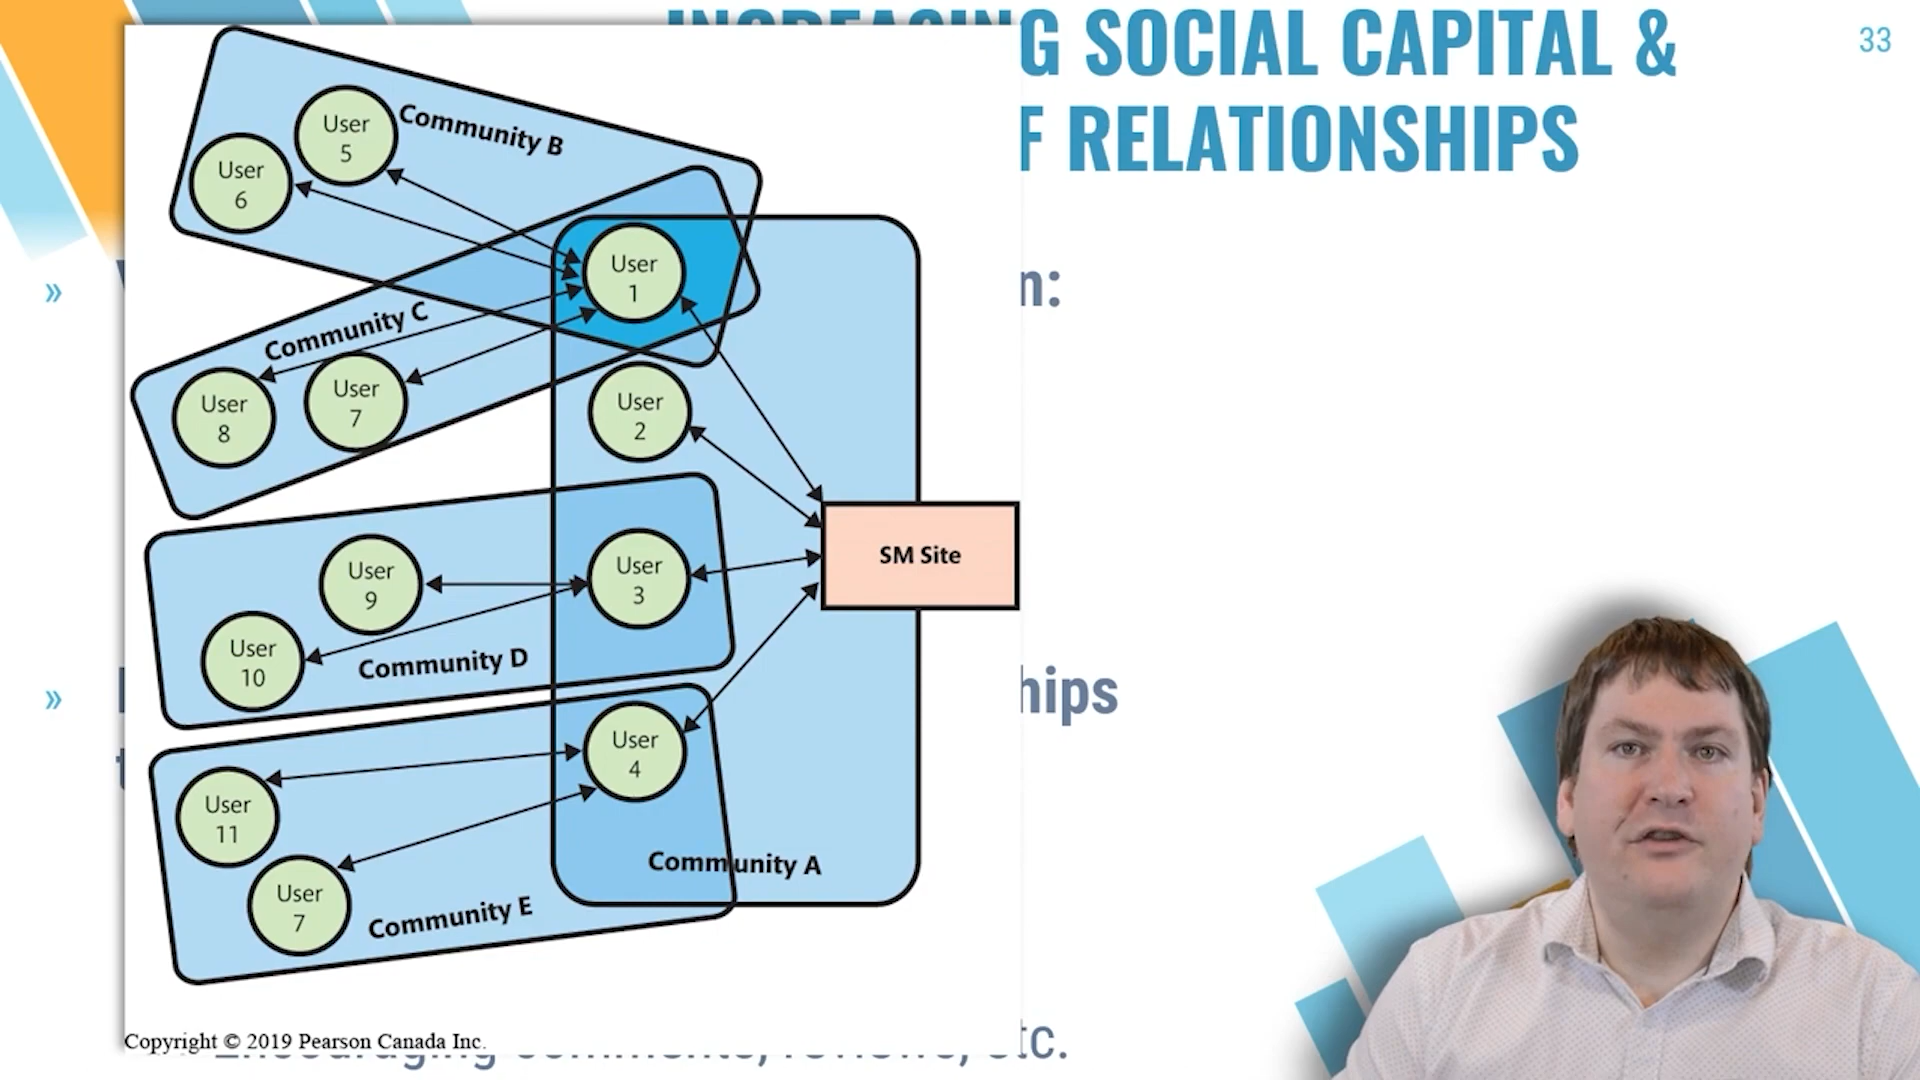 G SOCIAL CAPITAL &
F RELATIONSHIPS
33
Community B
User
5
User
6
User
1
n:
Community C
User
8
User
7
User
2
SM Site
User
3
User
9
User
10
Community D
hips
User
4
User
11
User
7
Community A
Community E
Copyright © 2019 Pearson Canada Inc.
tc.